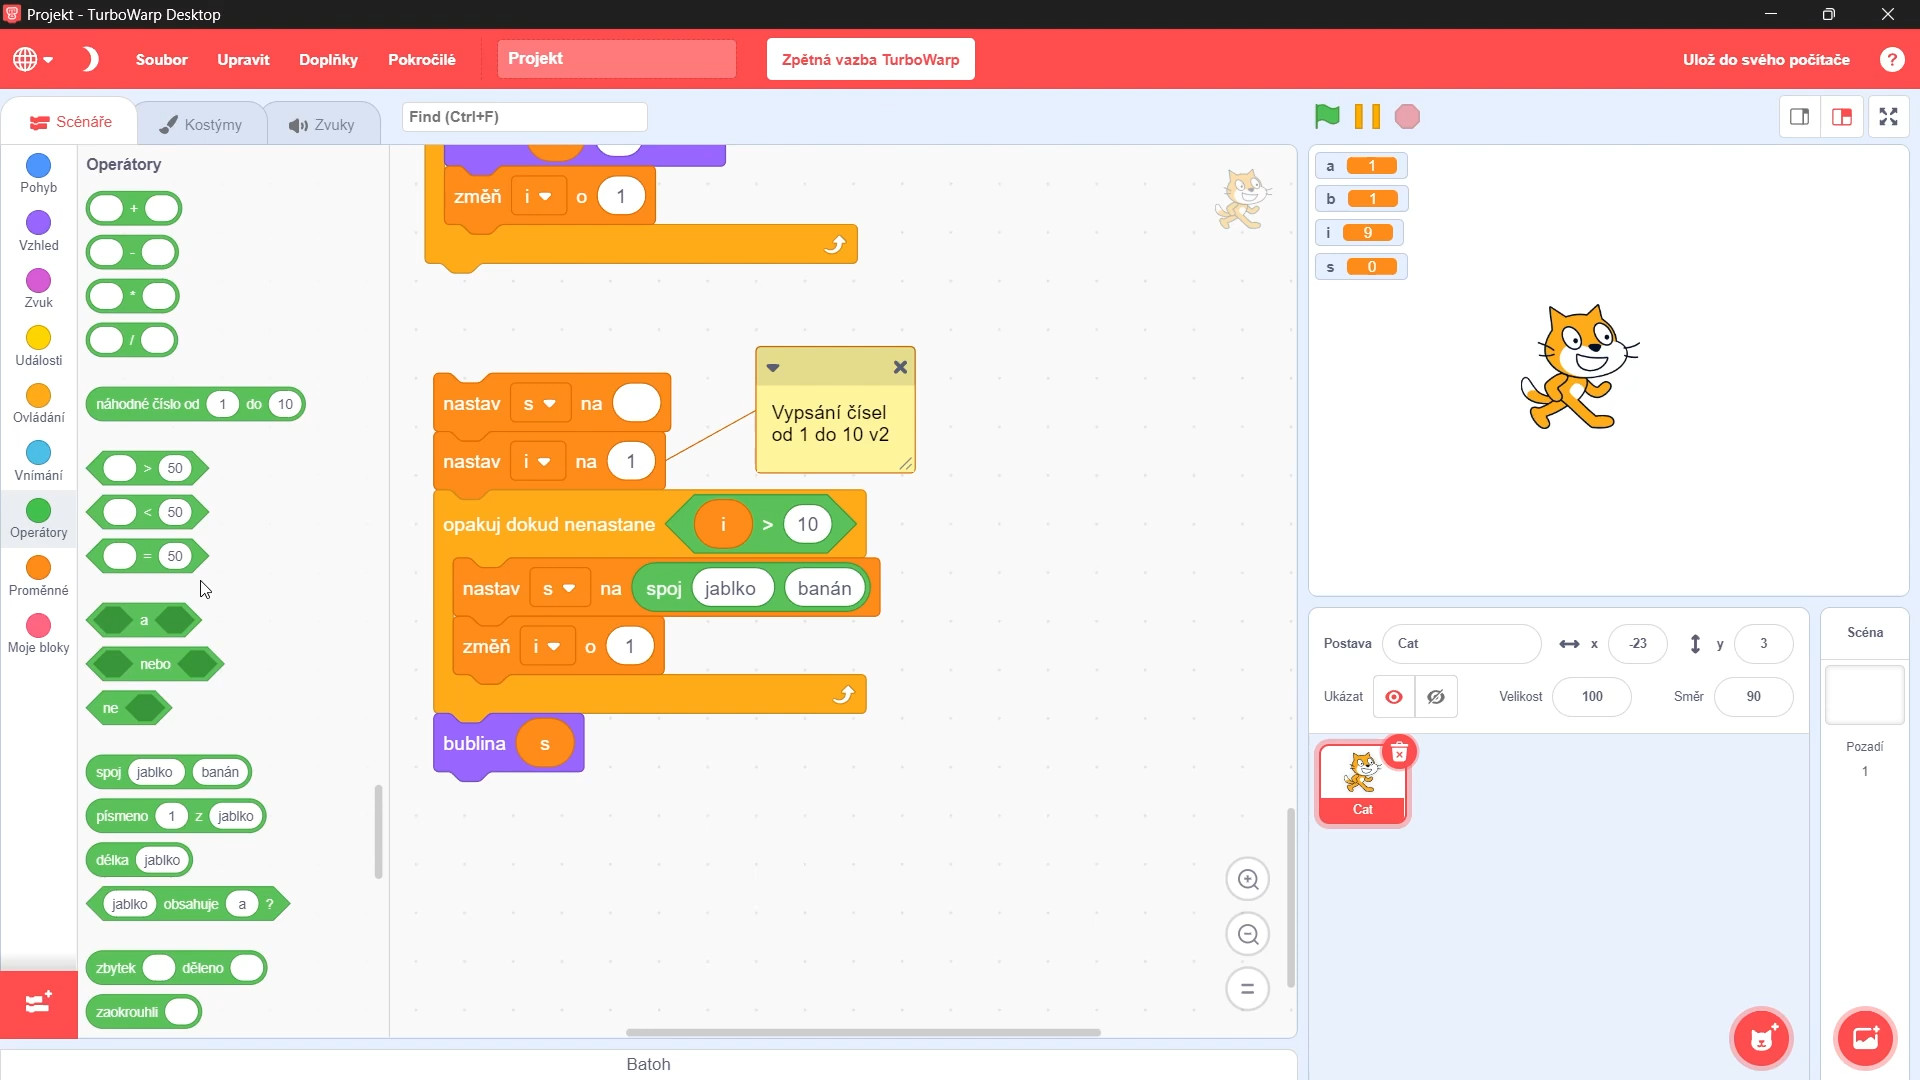 Projekt - TurboWarp Desktop
Soubor
Upravit
Doplňky
Pokročilé
Projekt
Zpětná vazba TurboWarp
Ulož do svého počítače
?
Scénáře
Kostýmy
Zvuky
Find (Ctrl+F)
Pohyb
Vzhled
Zvuk
Události
Ovládání
Vnímání
Operátory
Proměnné
Moje bloky
Operátory
+
-
*
/
náhodné číslo od 1 do 10
> 50
< 50
= 50
a
nebo
ne
spoj jablko banán
písmeno 1 z jablko
délka jablko
jablko obsahuje a ?
zbytek děleno
zaokrouhli
změň i o 1
nastav s na
nastav i na 1
opakuj dokud nenastane i > 10
nastav s na spoj jablko banán
změň i o 1
bublina s
Vypsání čísel
od 1 do 10 v2
Batoh
a 1
b 1
i 9
s 0
Postava Cat x -23 y 3
Ukázat Velikost 100 Směr 90
Cat
Scéna
Pozadí
1